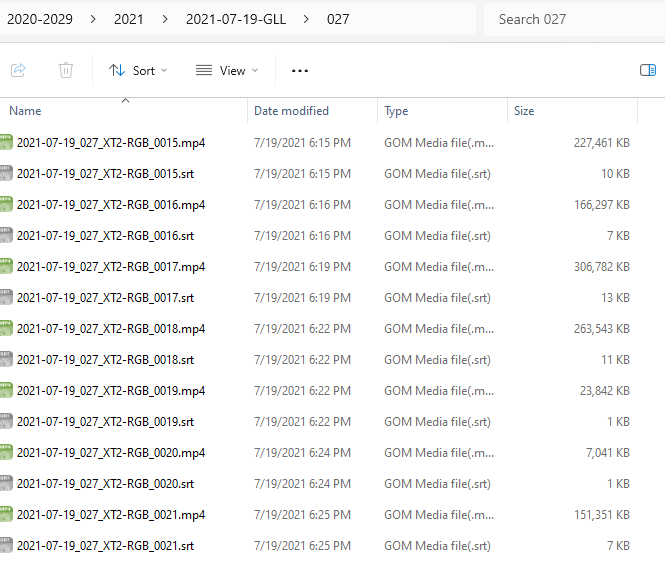 2020-2029 > 2021 > 2021-07-19-GLL > 027 Search 027
Sort View ...
Name Date modified Type Size
2021-07-19_027_XT2-RGB_0015.mp4 7/19/2021 6:15 PM GOM Media file(.m... 227,461 KB
2021-07-19_027_XT2-RGB_0015.srt 7/19/2021 6:15 PM GOM Media file(.srt) 10 KB
2021-07-19_027_XT2-RGB_0016.mp4 7/19/2021 6:16 PM GOM Media file(.m... 166,297 KB
2021-07-19_027_XT2-RGB_0016.srt 7/19/2021 6:16 PM GOM Media file(.srt) 7 KB
2021-07-19_027_XT2-RGB_0017.mp4 7/19/2021 6:19 PM GOM Media file(.m... 306,782 KB
2021-07-19_027_XT2-RGB_0017.srt 7/19/2021 6:19 PM GOM Media file(.srt) 13 KB
2021-07-19_027_XT2-RGB_0018.mp4 7/19/2021 6:22 PM GOM Media file(.m... 263,543 KB
2021-07-19_027_XT2-RGB_0018.srt 7/19/2021 6:22 PM GOM Media file(.srt) 11 KB
2021-07-19_027_XT2-RGB_0019.mp4 7/19/2021 6:22 PM GOM Media file(.m... 23,842 KB
2021-07-19_027_XT2-RGB_0019.srt 7/19/2021 6:22 PM GOM Media file(.srt) 1 KB
2021-07-19_027_XT2-RGB_0020.mp4 7/19/2021 6:24 PM GOM Media file(.m... 7,041 KB
2021-07-19_027_XT2-RGB_0020.srt 7/19/2021 6:24 PM GOM Media file(.srt) 1 KB
2021-07-19_027_XT2-RGB_0021.mp4 7/19/2021 6:25 PM GOM Media file(.m... 151,351 KB
2021-07-19_027_XT2-RGB_0021.srt 7/19/2021 6:25 PM GOM Media file(.srt) 7 KB